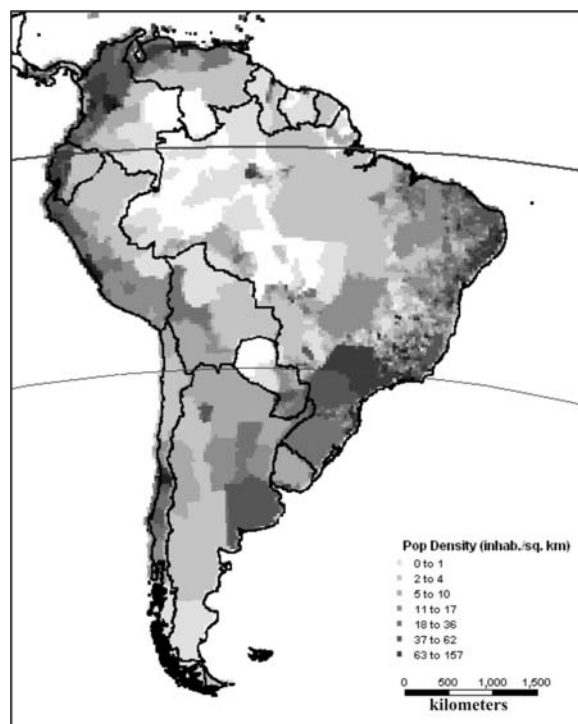 Pop Density (inhab./sq. km)
0 to 1
2 to 4
5 to 10
11 to 17
18 to 36
37 to 62
63 to 157
0 500 1,000 1,500
kilometers